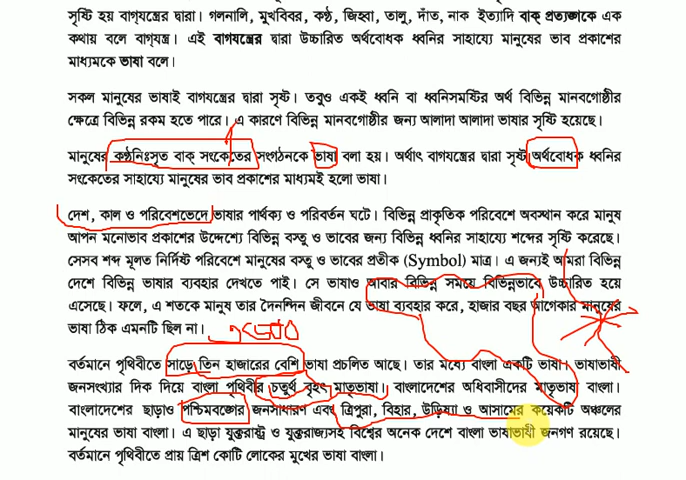 সৃষ্টি হয় বাগ্‌যন্ত্রের দ্বারা। গলনালি, মুখবিবর, কণ্ঠ, জিহ্বা, তালু, দাঁত, নাক ইত্যাদি বাক্ প্রত্যঙ্গকে এক
কথায় বলে বাগ্‌যন্ত্র। এই বাগযন্ত্রের দ্বারা উচ্চারিত অর্থবোধক ধ্বনির সাহায্যে মানুষের ভাব প্রকাশের
মাধ্যমকে ভাষা বলে।
সকল মানুষের ভাষাই বাগযন্ত্রের দ্বারা সৃষ্ট। তবুও একই ধ্বনি বা ধ্বনিসমষ্টির অর্থ বিভিন্ন মানবগোষ্ঠীর
ক্ষেত্রে বিভিন্ন রকম হতে পারে। এ কারণে বিভিন্ন মানবগোষ্ঠীর জন্য আলাদা আলাদা ভাষার সৃষ্টি হয়েছে।
মানুষের কণ্ঠনিঃসৃত বাক্ সংকেতের সংগঠনকে ভাষা বলা হয়। অর্থাৎ বাগযন্ত্রের দ্বারা সৃষ্ট অর্থবোধক ধ্বনির
সংকেতের সাহায্যে মানুষের ভাব প্রকাশের মাধ্যমই হলো ভাষা।
দেশ, কাল ও পরিবেশভেদে ভাষার পার্থক্য ও পরিবর্তন ঘটে। বিভিন্ন প্রাকৃতিক পরিবেশে অবস্থান করে মানুষ
আপন মনোভাব প্রকাশের উদ্দেশ্যে বিভিন্ন বস্তু ও ভাবের জন্য বিভিন্ন ধ্বনির সাহায্যে শব্দের সৃষ্টি করেছে।
সেসব শব্দ মূলত নির্দিষ্ট পরিবেশে মানুষের বস্তু ও ভাবের প্রতীক (Symbol) মাত্র। এ জন্যই আমরা বিভিন্ন
দেশে বিভিন্ন ভাষার ব্যবহার দেখতে পাই। সে ভাষাও আবার বিভিন্ন সময়ে বিভিন্নভাবে উচ্চারিত হয়ে
এসেছে। ফলে, এ শতকে মানুষ তার দৈনন্দিন জীবনে যে ভাষা ব্যবহার করে, হাজার বছর আগেকার মানুষের
ভাষা ঠিক এমনটি ছিল না।
বর্তমানে পৃথিবীতে সাড়ে তিন হাজারের বেশি ভাষা প্রচলিত আছে। তার মধ্যে বাংলা একটি ভাষা। ভাষাভাষী
জনসংখ্যার দিক দিয়ে বাংলা পৃথিবীর চতুর্থ বৃহৎ মাতৃভাষা। বাংলাদেশের অধিবাসীদের মাতৃভাষা বাংলা।
বাংলাদেশের ছাড়াও পশ্চিমবঙ্গের জনসাধারণ এবং ত্রিপুরা, বিহার, উড়িষ্যা ও আসামের কয়েকটি অঞ্চলের
মানুষের ভাষা বাংলা। এ ছাড়া যুক্তরাষ্ট্র ও যুক্তরাজ্যসহ বিশ্বের অনেক দেশে বাংলা ভাষাভাষী জনগণ রয়েছে।
বর্তমানে পৃথিবীতে প্রায় ত্রিশ কোটি লোকের মুখের ভাষা বাংলা।